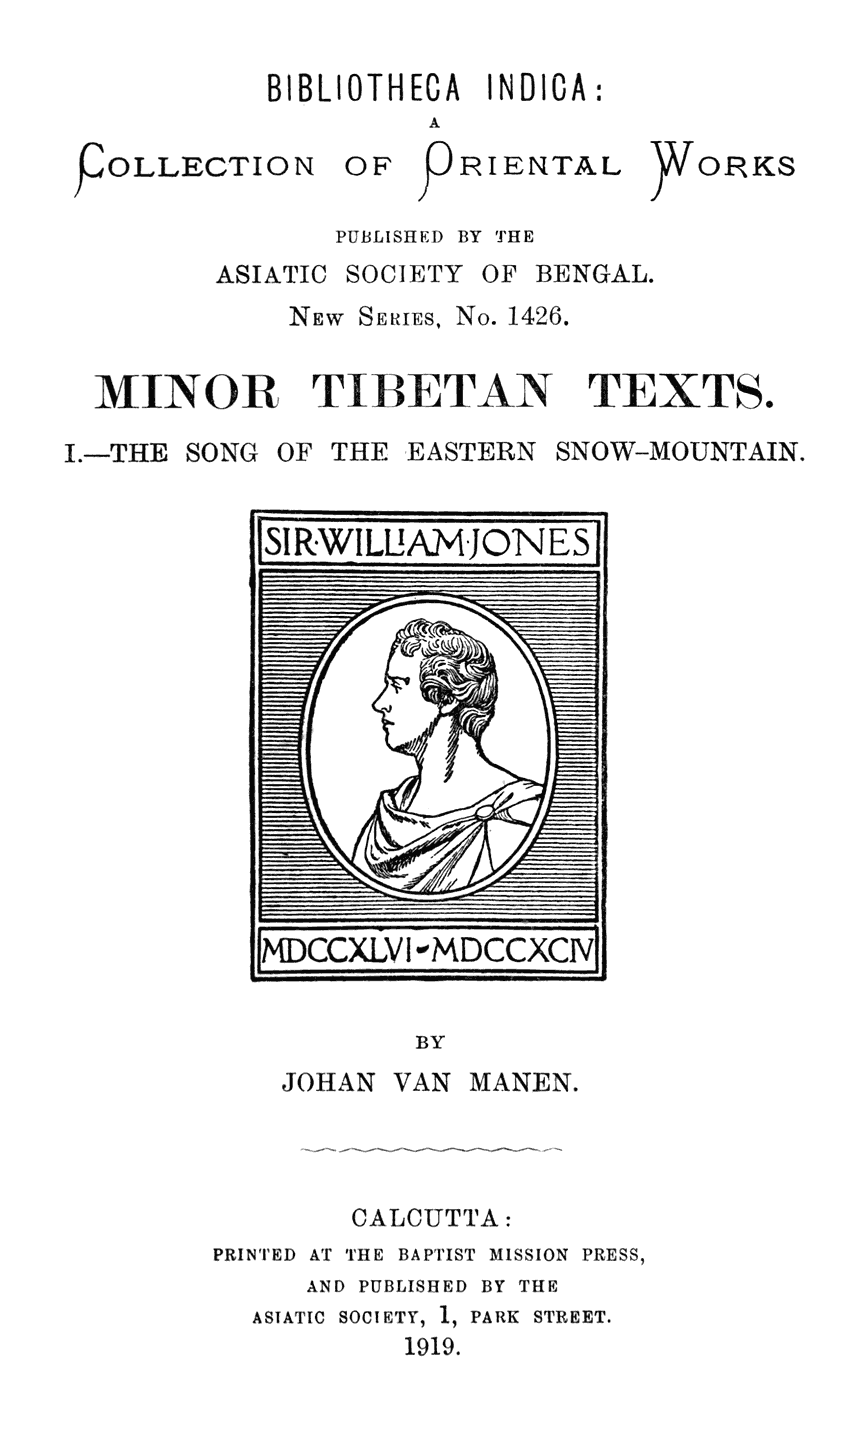 BIBLIOTHECA INDICA:
A
COLLECTION OF ORIENTAL WORKS
PUBLISHED BY THE
ASIATIC SOCIETY OF BENGAL.
NEW SERIES, No. 1426.
MINOR TIBETAN TEXTS.
I.—THE SONG OF THE EASTERN SNOW-MOUNTAIN.
SIR·WILLIAM·JONES
MDCCXLVI-MDCCXCIV
BY
JOHAN VAN MANEN.
CALCUTTA:
PRINTED AT THE BAPTIST MISSION PRESS,
AND PUBLISHED BY THE
ASIATIC SOCIETY, 1, PARK STREET.
1919.